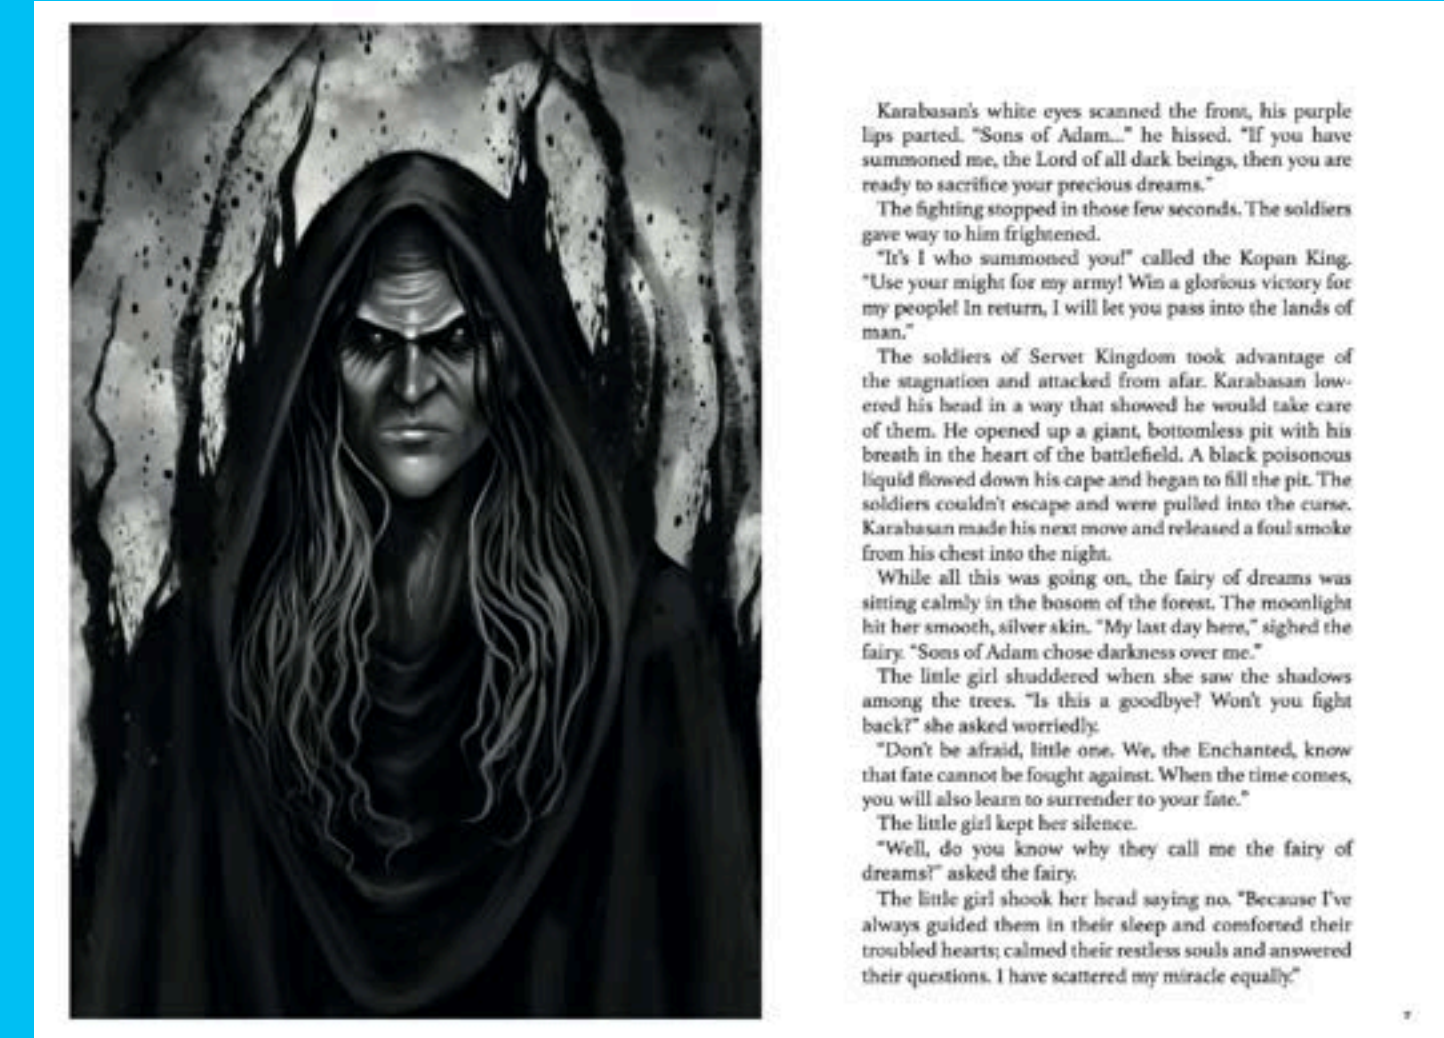 Karabasan's white eyes scanned the front, his purple
lips parted. “Sons of Adam...” he hissed. “If you have
summoned me, the Lord of all dark beings, then you are
ready to sacrifice your precious dreams.”
The fighting stopped in those few seconds. The soldiers
gave way to him frightened.
“It's I who summoned you!” called the Kopan King.
“Use your might for my army! Win a glorious victory for
my people! In return, I will let you pass into the lands of
man.”
The soldiers of Servet Kingdom took advantage of
the stagnation and attacked from afar. Karabasan low-
ered his head in a way that showed he would take care
of them. He opened up a giant, bottomless pit with his
breath in the heart of the battlefield. A black poisonous
liquid flowed down his cape and began to fill the pit. The
soldiers couldn't escape and were pulled into the curse.
Karabasan made his next move and released a foul smoke
from his chest into the night.
While all this was going on, the fairy of dreams was
sitting calmly in the bosom of the forest. The moonlight
hit her smooth, silver skin. “My last day here,” sighed the
fairy. “Sons of Adam chose darkness over me.”
The little girl shuddered when she saw the shadows
among the trees. “Is this a goodbye? Won't you fight
back?” she asked worriedly.
“Don't be afraid, little one. We, the Enchanted, know
that fate cannot be fought against. When the time comes,
you will also learn to surrender to your fate.”
The little girl kept her silence.
“Well, do you know why they call me the fairy of
dreams?” asked the fairy.
The little girl shook her head saying no. “Because I've
always guided them in their sleep and comforted their
troubled hearts; calmed their restless souls and answered
their questions. I have scattered my miracle equally.”
7